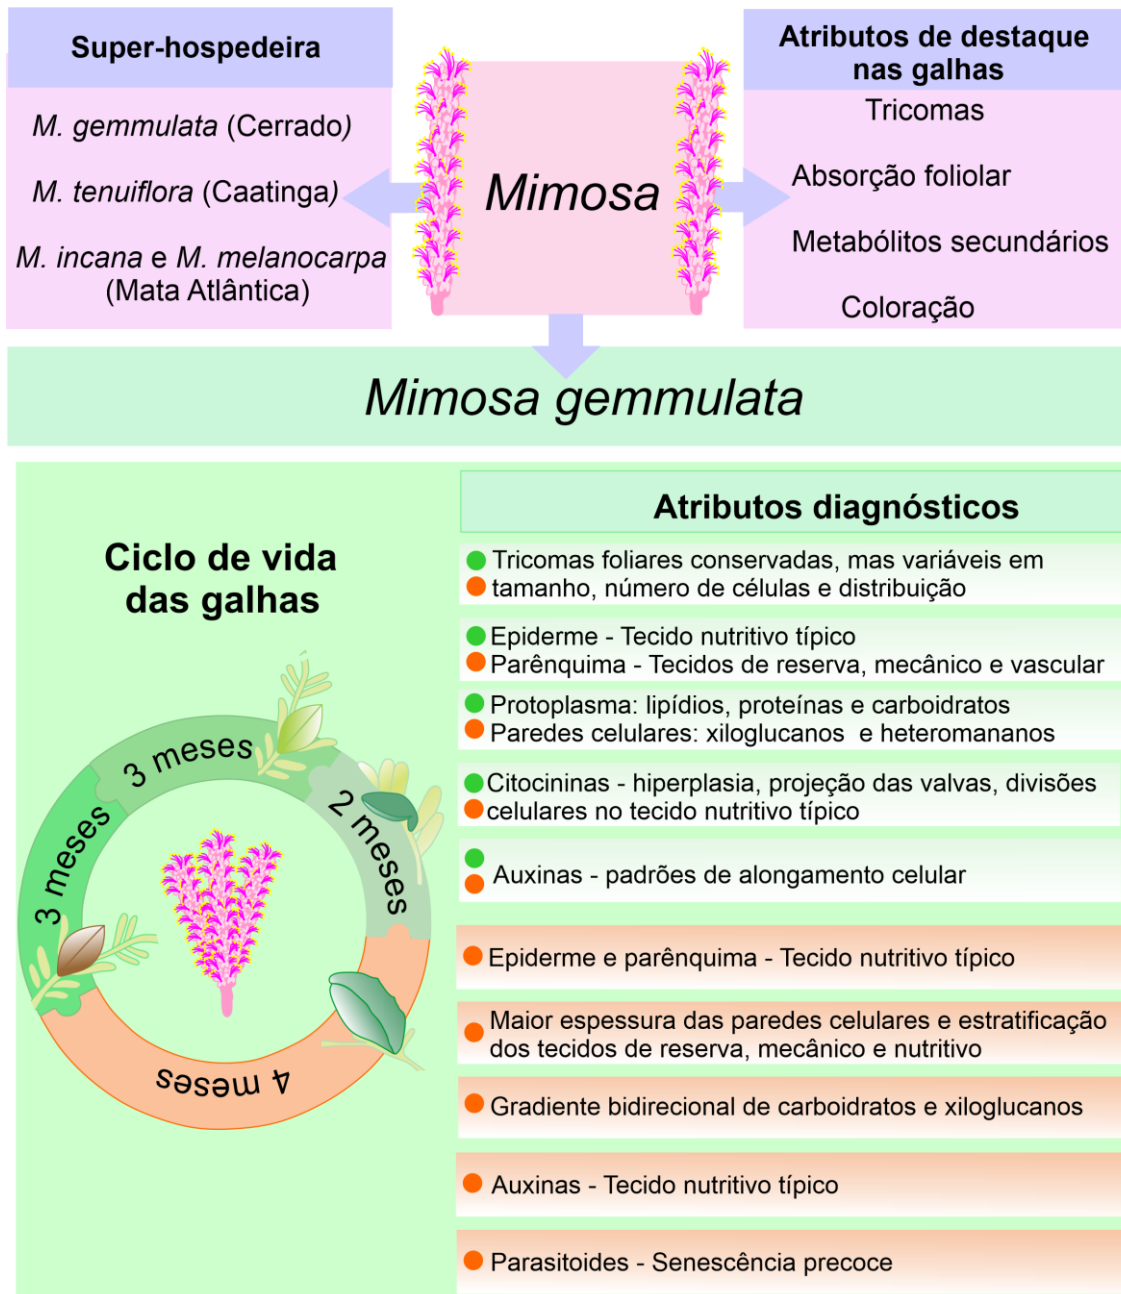 Super-hospedeira
M. gemmulata (Cerrado)
M. tenuiflora (Caatinga)
M. incana e M. melanocarpa
(Mata Atlântica)
Mimosa
Atributos de destaque
nas galhas
Tricomas
Absorção foliolar
Metabólitos secundários
Coloração
Mimosa gemmulata
Ciclo de vida
das galhas
3 meses
2 meses
3 meses
4 meses
Atributos diagnósticos
Tricomas foliares conservadas, mas variáveis em
tamanho, número de células e distribuição
Epiderme - Tecido nutritivo típico
Parênquima - Tecidos de reserva, mecânico e vascular
Protoplasma: lipídios, proteínas e carboidratos
Paredes celulares: xiloglucanos e heteromananos
Citocininas - hiperplasia, projeção das valvas, divisões
celulares no tecido nutritivo típico
Auxinas - padrões de alongamento celular
Epiderme e parênquima - Tecido nutritivo típico
Maior espessura das paredes celulares e estratificação
dos tecidos de reserva, mecânico e nutritivo
Gradiente bidirecional de carboidratos e xiloglucanos
Auxinas - Tecido nutritivo típico
Parasitoides - Senescência precoce